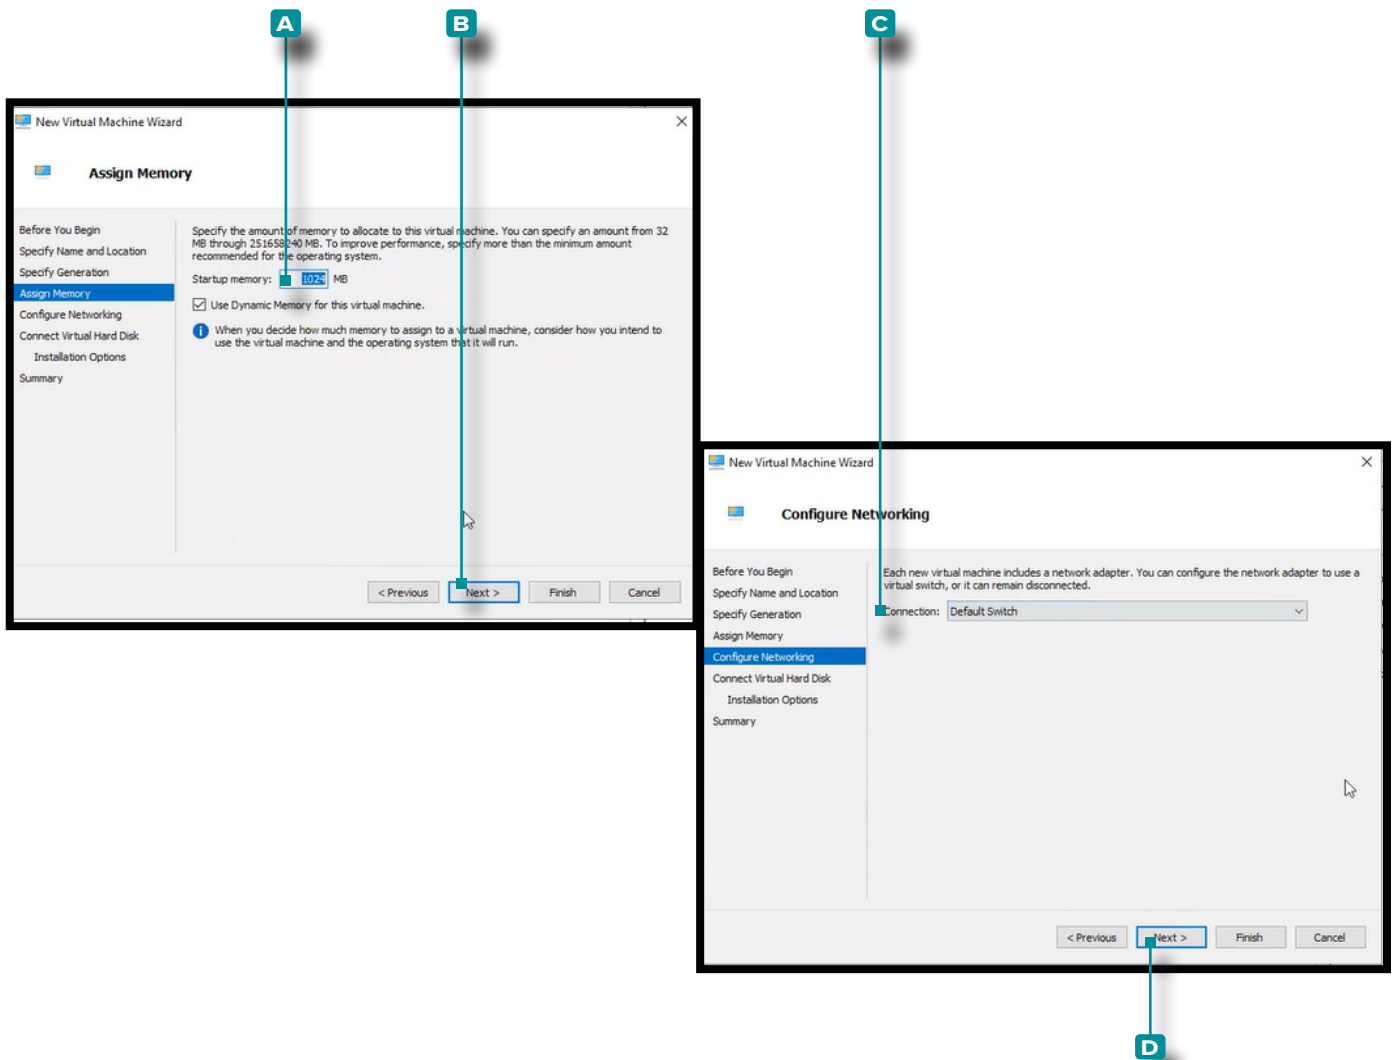 A
B
C
New Virtual Machine Wizard
Assign Memory
Before You Begin
Specify Name and Location
Specify Generation
Assign Memory
Configure Networking
Connect Virtual Hard Disk
Installation Options
Summary
Specify the amount of memory to allocate to this virtual machine. You can specify an amount from 32
MB through 251658240 MB. To improve performance, specify more than the minimum amount
recommended for the operating system.
Startup memory: 1024 MB
Use Dynamic Memory for this virtual machine.
When you decide how much memory to assign to a virtual machine, consider how you intend to
use the virtual machine and the operating system that it will run.
< Previous Next > Finish Cancel
New Virtual Machine Wizard
Configure Networking
Before You Begin
Specify Name and Location
Specify Generation
Assign Memory
Configure Networking
Connect Virtual Hard Disk
Installation Options
Summary
Each new virtual machine includes a network adapter. You can configure the network adapter to use a
virtual switch, or it can remain disconnected.
Connection: Default Switch
< Previous Next > Finish Cancel
D